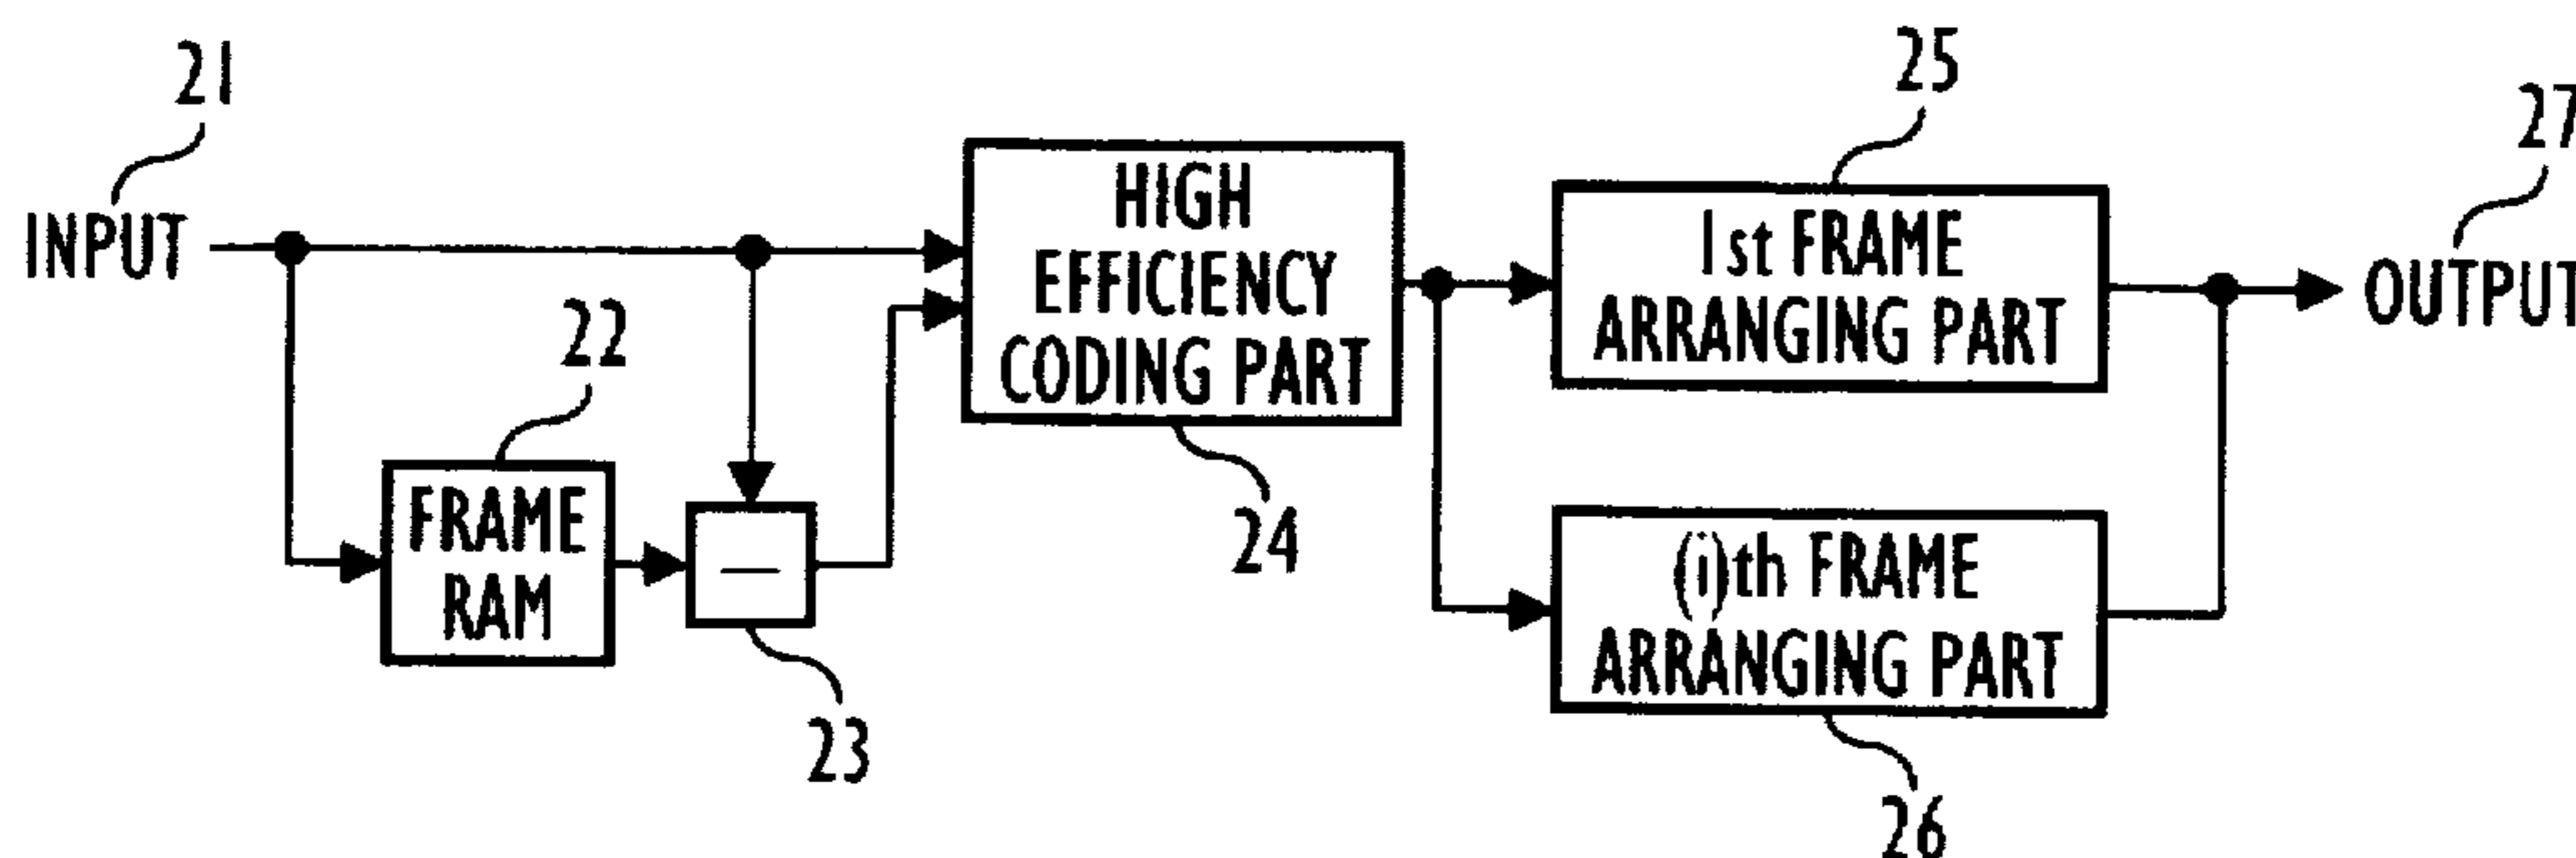 21
INPUT
22
FRAME
RAM
—
23
HIGH
EFFICIENCY
CODING PART
24
25
1st FRAME
ARRANGING PART
(i)th FRAME
ARRANGING PART
26
27
OUTPUT